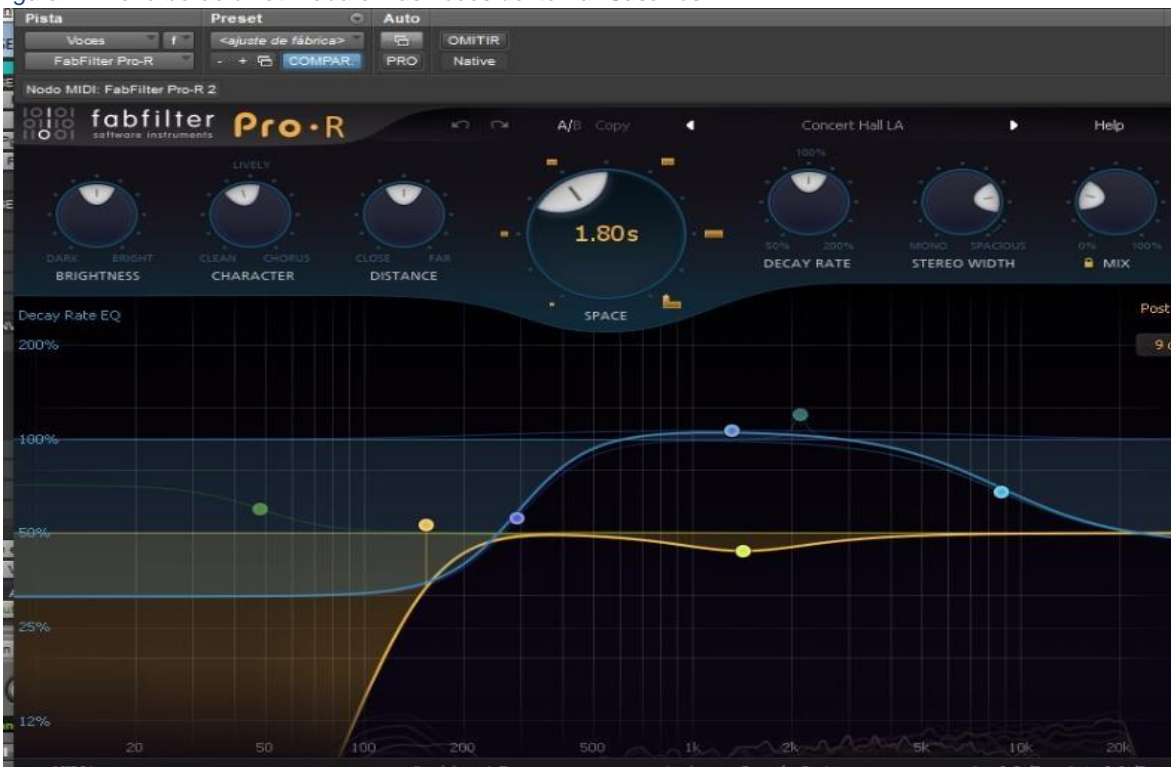 Pista Preset Auto
Voces f <ajuste de fábrica> OMITIR
FabFilter Pro-R - + COMPAR. PRO Native
Nodo MIDI: FabFilter Pro-R 2
fabfilter Pro·R A/B Copy Concert Hall LA Help
software instruments
LIVELY 100%
1.80s
DARK BRIGHT CLEAN CHORUS CLOSE FAR 50% 200% MONO SPACIOUS 0% 100%
BRIGHTNESS CHARACTER DISTANCE DECAY RATE STEREO WIDTH MIX
SPACE
Decay Rate EQ Post
200% 9
100%
50%
25%
12%
20 50 100 200 500 1k 2k 5k 10k 20k